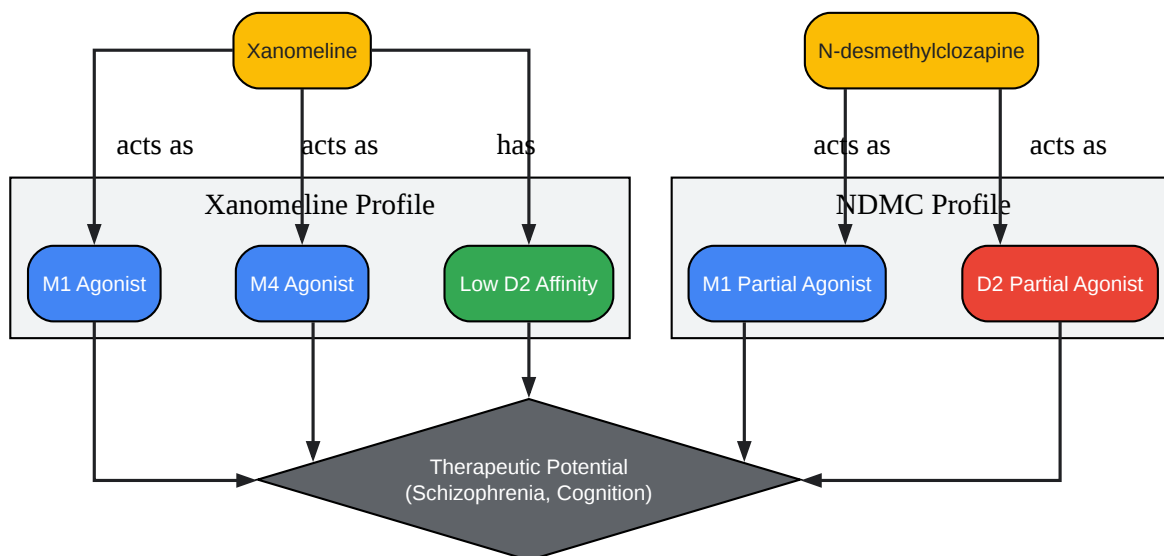 Xanomeline
N-desmethylclozapine
acts as
acts as
has
acts as
acts as
Xanomeline Profile
NDMC Profile
M1 Agonist
M4 Agonist
Low D2 Affinity
M1 Partial Agonist
D2 Partial Agonist
Therapeutic Potential
(Schizophrenia, Cognition)